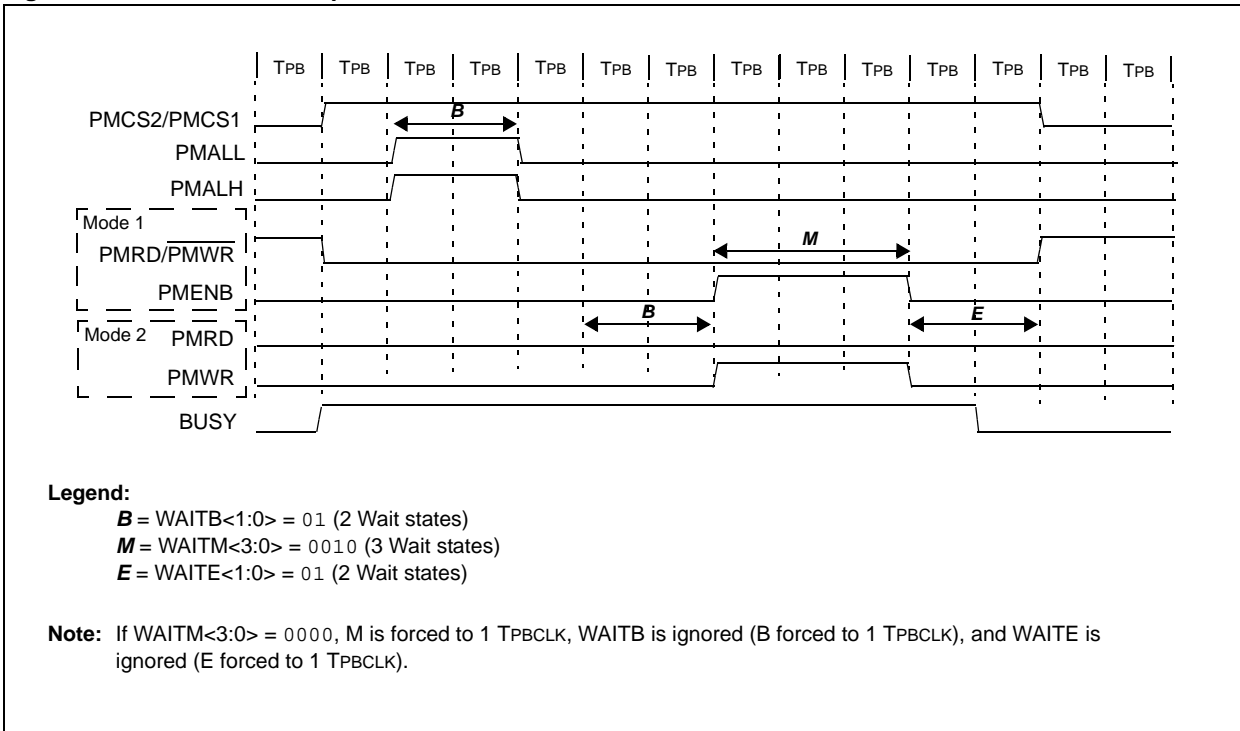 TPB TPB TPB TPB TPB TPB TPB TPB TPB TPB TPB TPB TPB TPB
PMCS2/PMCS1
B
PMALL
PMALH
Mode 1
PMRD/PMWR
M
PMENB
B
E
Mode 2
PMRD
PMWR
BUSY
Legend:
B = WAITB<1:0> = 01 (2 Wait states)
M = WAITM<3:0> = 0010 (3 Wait states)
E = WAITE<1:0> = 01 (2 Wait states)
Note: If WAITM<3:0> = 0000, M is forced to 1 TPBCLK, WAITB is ignored (B forced to 1 TPBCLK), and WAITE is
ignored (E forced to 1 TPBCLK).